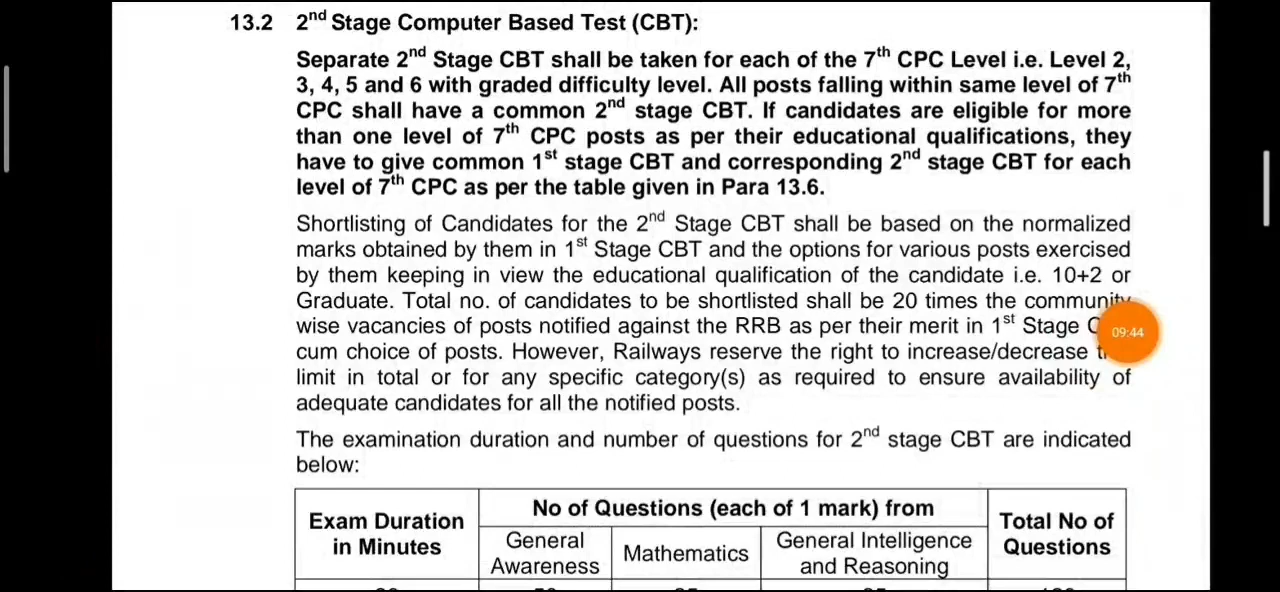 13.2 2nd Stage Computer Based Test (CBT):
Separate 2nd Stage CBT shall be taken for each of the 7th CPC Level i.e. Level 2,
3, 4, 5 and 6 with graded difficulty level. All posts falling within same level of 7th
CPC shall have a common 2nd stage CBT. If candidates are eligible for more
than one level of 7th CPC posts as per their educational qualifications, they
have to give common 1st stage CBT and corresponding 2nd stage CBT for each
level of 7th CPC as per the table given in Para 13.6.
Shortlisting of Candidates for the 2nd Stage CBT shall be based on the normalized
marks obtained by them in 1st Stage CBT and the options for various posts exercised
by them keeping in view the educational qualification of the candidate i.e. 10+2 or
Graduate. Total no. of candidates to be shortlisted shall be 20 times the community
wise vacancies of posts notified against the RRB as per their merit in 1st Stage
09:44
cum choice of posts. However, Railways reserve the right to increase/decrease
limit in total or for any specific category(s) as required to ensure availability of
adequate candidates for all the notified posts.
The examination duration and number of questions for 2nd stage CBT are indicated
below:
Exam Duration in Minutes
No of Questions (each of 1 mark) from
Total No of Questions
General Awareness
Mathematics
General Intelligence and Reasoning